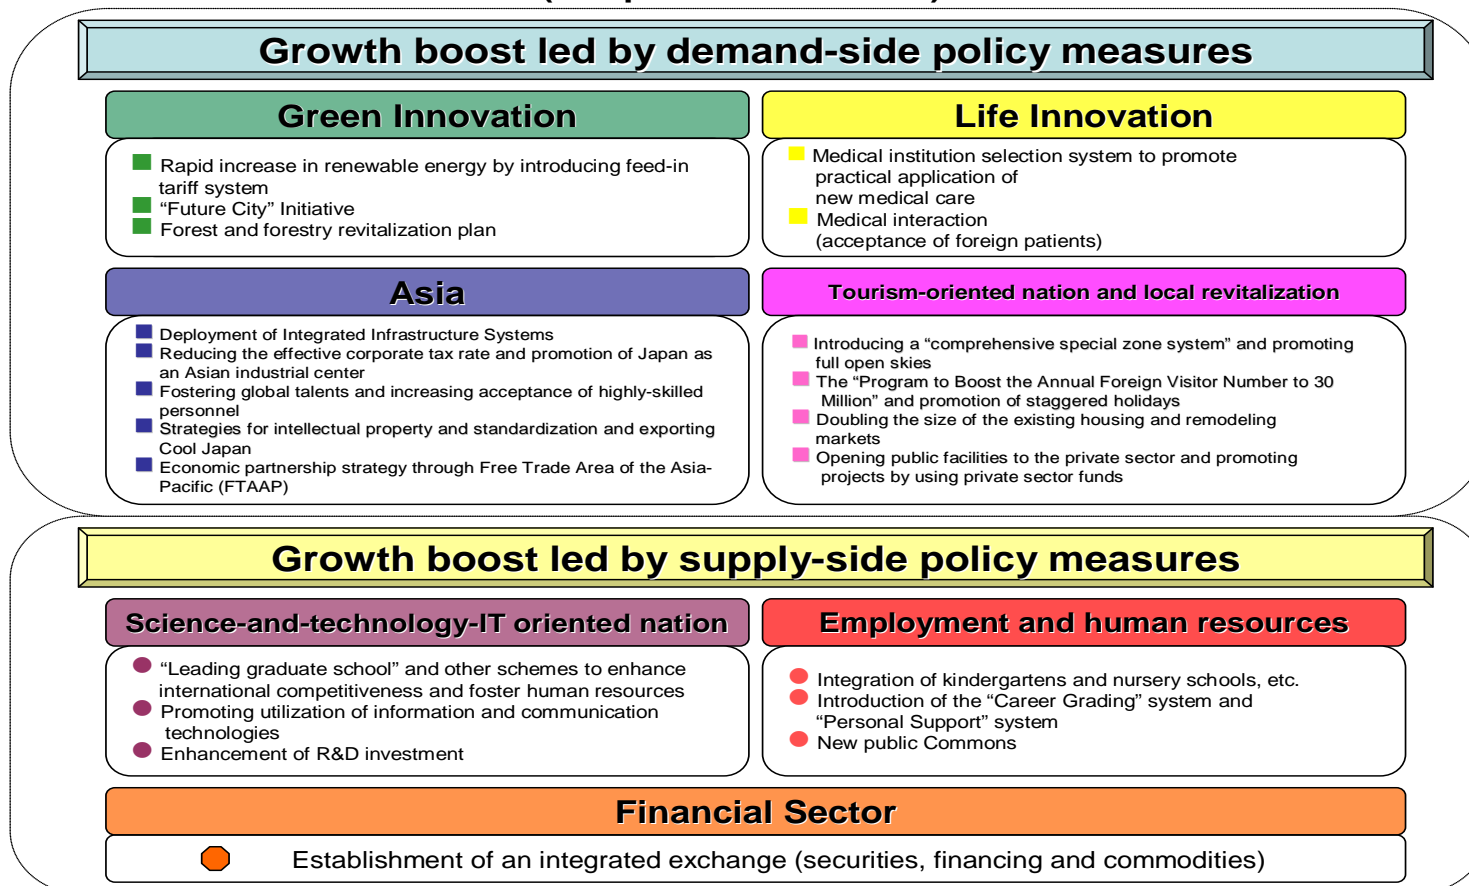 Growth boost led by demand-side policy measures
Green Innovation
Rapid increase in renewable energy by introducing feed-in
tariff system
“Future City” Initiative
Forest and forestry revitalization plan
Life Innovation
Medical institution selection system to promote
practical application of
new medical care
Medical interaction
(acceptance of foreign patients)
Asia
Deployment of Integrated Infrastructure Systems
Reducing the effective corporate tax rate and promotion of Japan as
an Asian industrial center
Fostering global talents and increasing acceptance of highly-skilled
personnel
Strategies for intellectual property and standardization and exporting
Cool Japan
Economic partnership strategy through Free Trade Area of the Asia-
Pacific (FTAAP)
Tourism-oriented nation and local revitalization
Introducing a “comprehensive special zone system” and promoting
full open skies
The “Program to Boost the Annual Foreign Visitor Number to 30
Million” and promotion of staggered holidays
Doubling the size of the existing housing and remodeling
markets
Opening public facilities to the private sector and promoting
projects by using private sector funds
Growth boost led by supply-side policy measures
Science-and-technology-IT oriented nation
“Leading graduate school” and other schemes to enhance
international competitiveness and foster human resources
Promoting utilization of information and communication
technologies
Enhancement of R&D investment
Employment and human resources
Integration of kindergartens and nursery schools, etc.
Introduction of the “Career Grading” system and
“Personal Support” system
New public Commons
Financial Sector
Establishment of an integrated exchange (securities, financing and commodities)